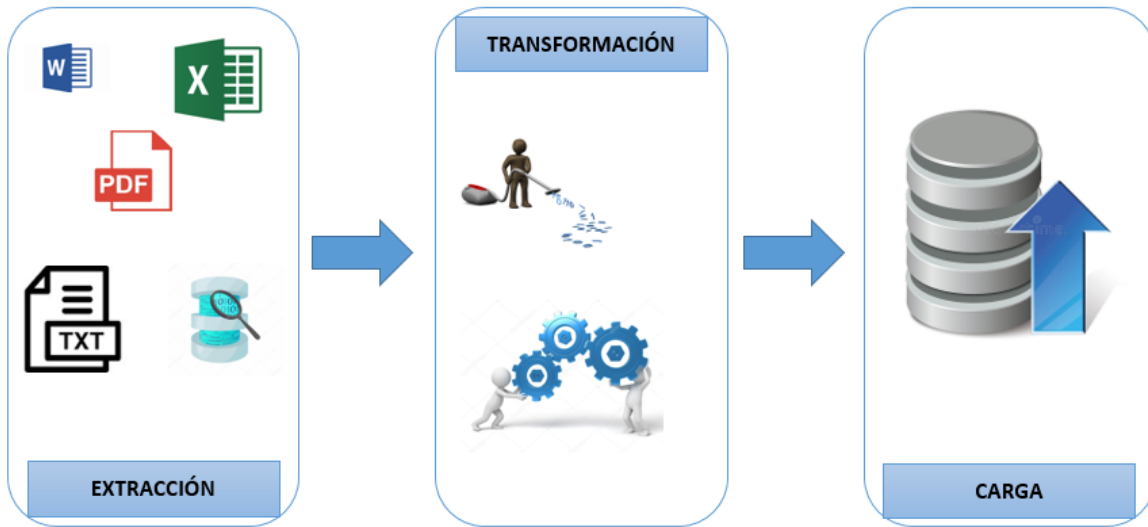 W
X
PDF
TXT
EXTRACCIÓN
TRANSFORMACIÓN
CARGA